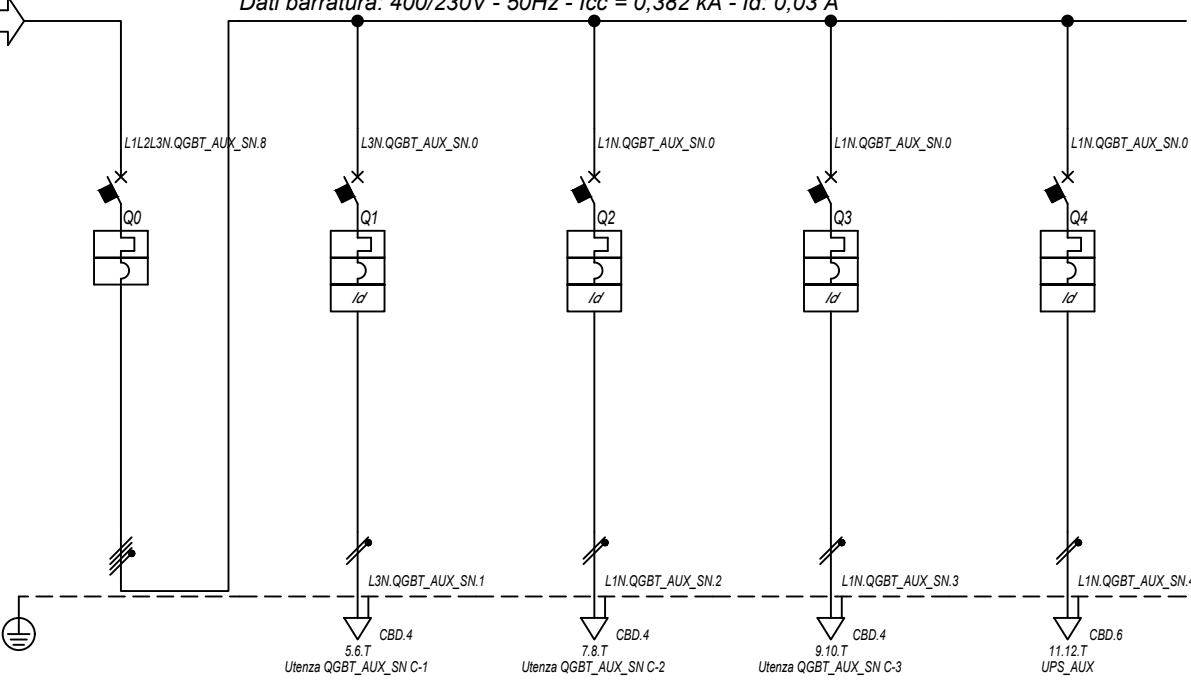 Dati barratura: 400/230V - 50Hz - Icc = 0,382 kA - Id: 0,03 A
L1L2L3N.QGBT_AUX_SN.8
L3N.QGBT_AUX_SN.0
L1N.QGBT_AUX_SN.0
L1N.QGBT_AUX_SN.0
L1N.QGBT_AUX_SN.0
Q0
Q1
Q2
Q3
Q4
Id
Id
Id
Id
L3N.QGBT_AUX_SN.1
L1N.QGBT_AUX_SN.2
L1N.QGBT_AUX_SN.3
L1N.QGBT_AUX_SN.4
CBD.4
CBD.4
CBD.4
CBD.6
5.6.T
Utenza QGBT_AUX_SN C-1
7.8.T
Utenza QGBT_AUX_SN C-2
9.10.T
Utenza QGBT_AUX_SN C-3
11.12.T
UPS_AUX